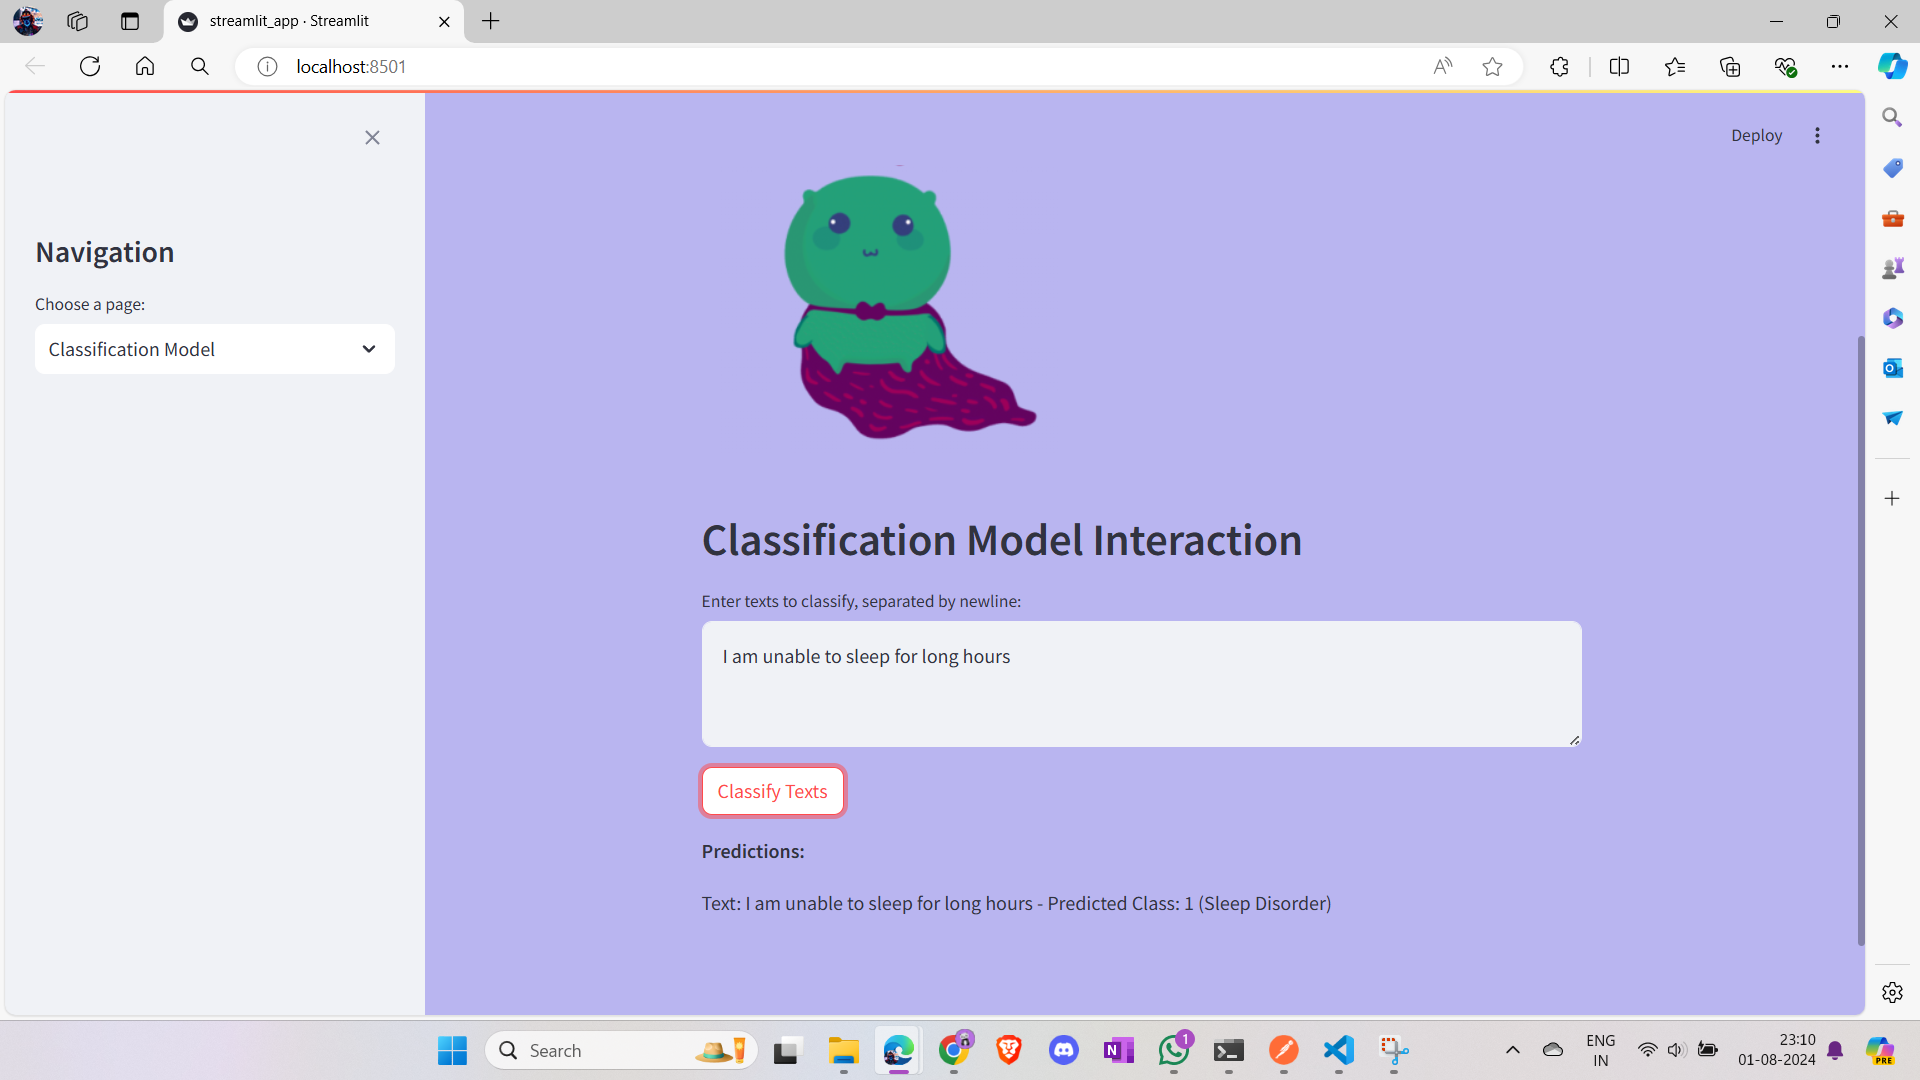 streamlit_app · Streamlit
localhost:8501
Deploy
Navigation
Choose a page:
Classification Model
Classification Model Interaction
Enter texts to classify, separated by newline:
I am unable to sleep for long hours
Classify Texts
Predictions:
Text: I am unable to sleep for long hours - Predicted Class: 1 (Sleep Disorder)
Search
1
ENG
IN
23:10
01-08-2024
PRE